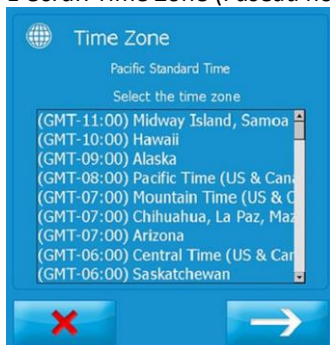 Time Zone
Pacific Standard Time
Select the time zone
(GMT-11:00) Midway Island, Samoa
(GMT-10:00) Hawaii
(GMT-09:00) Alaska
(GMT-08:00) Pacific Time (US & Cana
(GMT-07:00) Mountain Time (US & C
(GMT-07:00) Chihuahua, La Paz, Maz
(GMT-07:00) Arizona
(GMT-06:00) Central Time (US & Can
(GMT-06:00) Saskatchewan